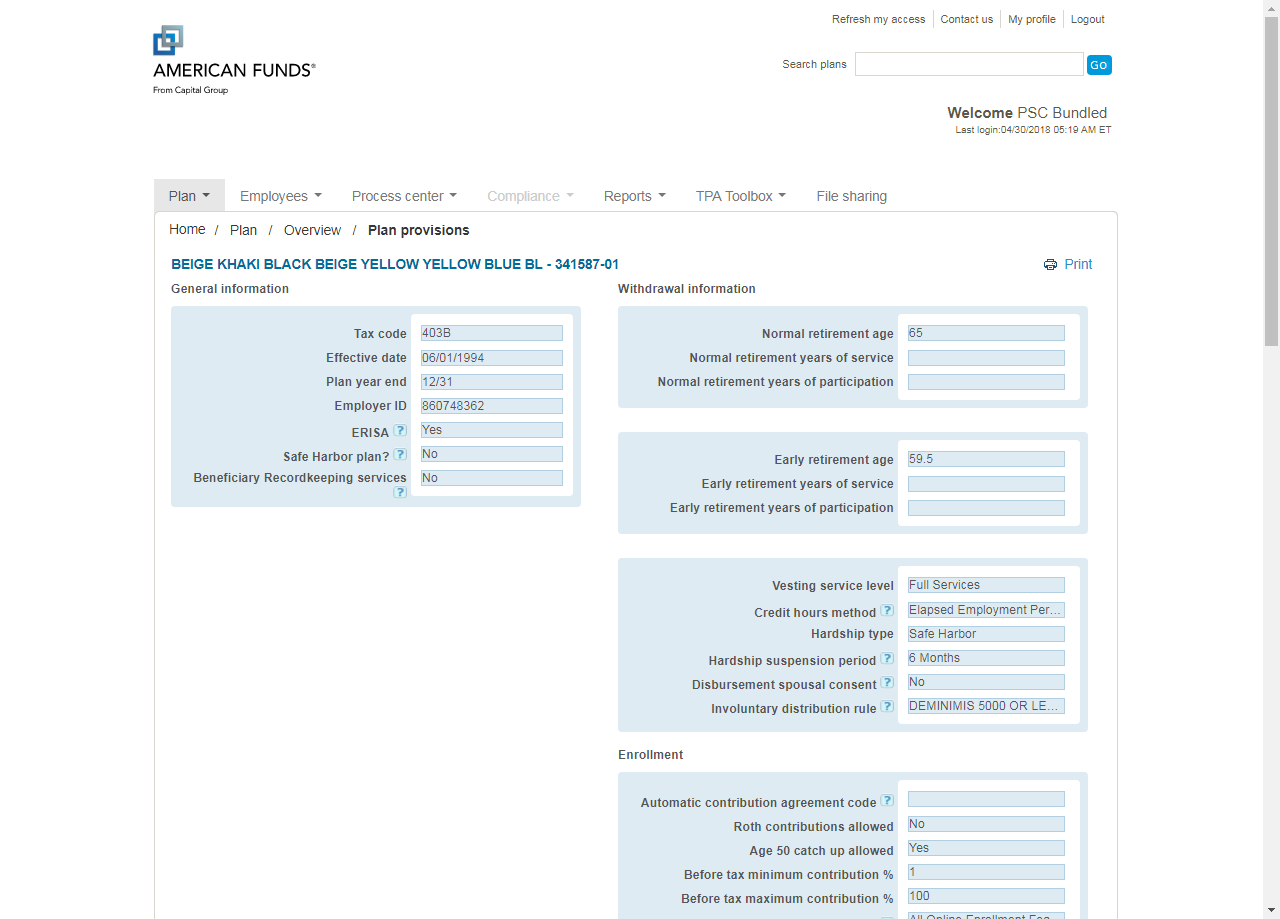 Refresh my access Contact us My profile Logout
AMERICAN FUNDS®
From Capital Group
Search plans Go
Welcome PSC Bundled
Last login:04/30/2018 05:19 AM ET
Plan Employees Process center Compliance Reports TPA Toolbox File sharing
Home / Plan / Overview / Plan provisions
BEIGE KHAKI BLACK BEIGE YELLOW YELLOW BLUE BL - 341587-01
Print
General information
Tax code 403B
Effective date 06/01/1994
Plan year end 12/31
Employer ID 860748362
ERISA ? Yes
Safe Harbor plan? ? No
Beneficiary Recordkeeping services ? No
Withdrawal information
Normal retirement age 65
Normal retirement years of service
Normal retirement years of participation
Early retirement age 59.5
Early retirement years of service
Early retirement years of participation
Vesting service level Full Services
Credit hours method ? Elapsed Employment Per...
Hardship type Safe Harbor
Hardship suspension period ? 6 Months
Disbursement spousal consent ? No
Involuntary distribution rule ? DEMINIMIS 5000 OR LE...
Enrollment
Automatic contribution agreement code ?
Roth contributions allowed No
Age 50 catch up allowed Yes
Before tax minimum contribution % 1
Before tax maximum contribution % 100
All Online Enrollment